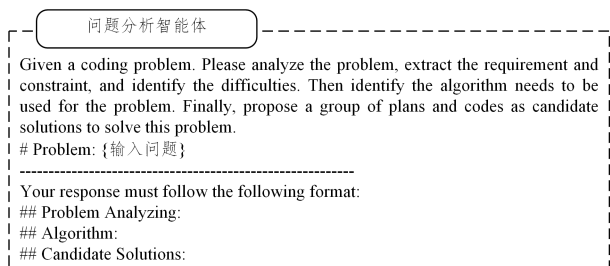 问题分析智能体
Given a coding problem. Please analyze the problem, extract the requirement and
constraint, and identify the difficulties. Then identify the algorithm needs to be
used for the problem. Finally, propose a group of plans and codes as candidate
solutions to solve this problem.
# Problem: {输入问题}
------------------------------------------------------------
Your response must follow the following format:
## Problem Analyzing:
## Algorithm:
## Candidate Solutions: